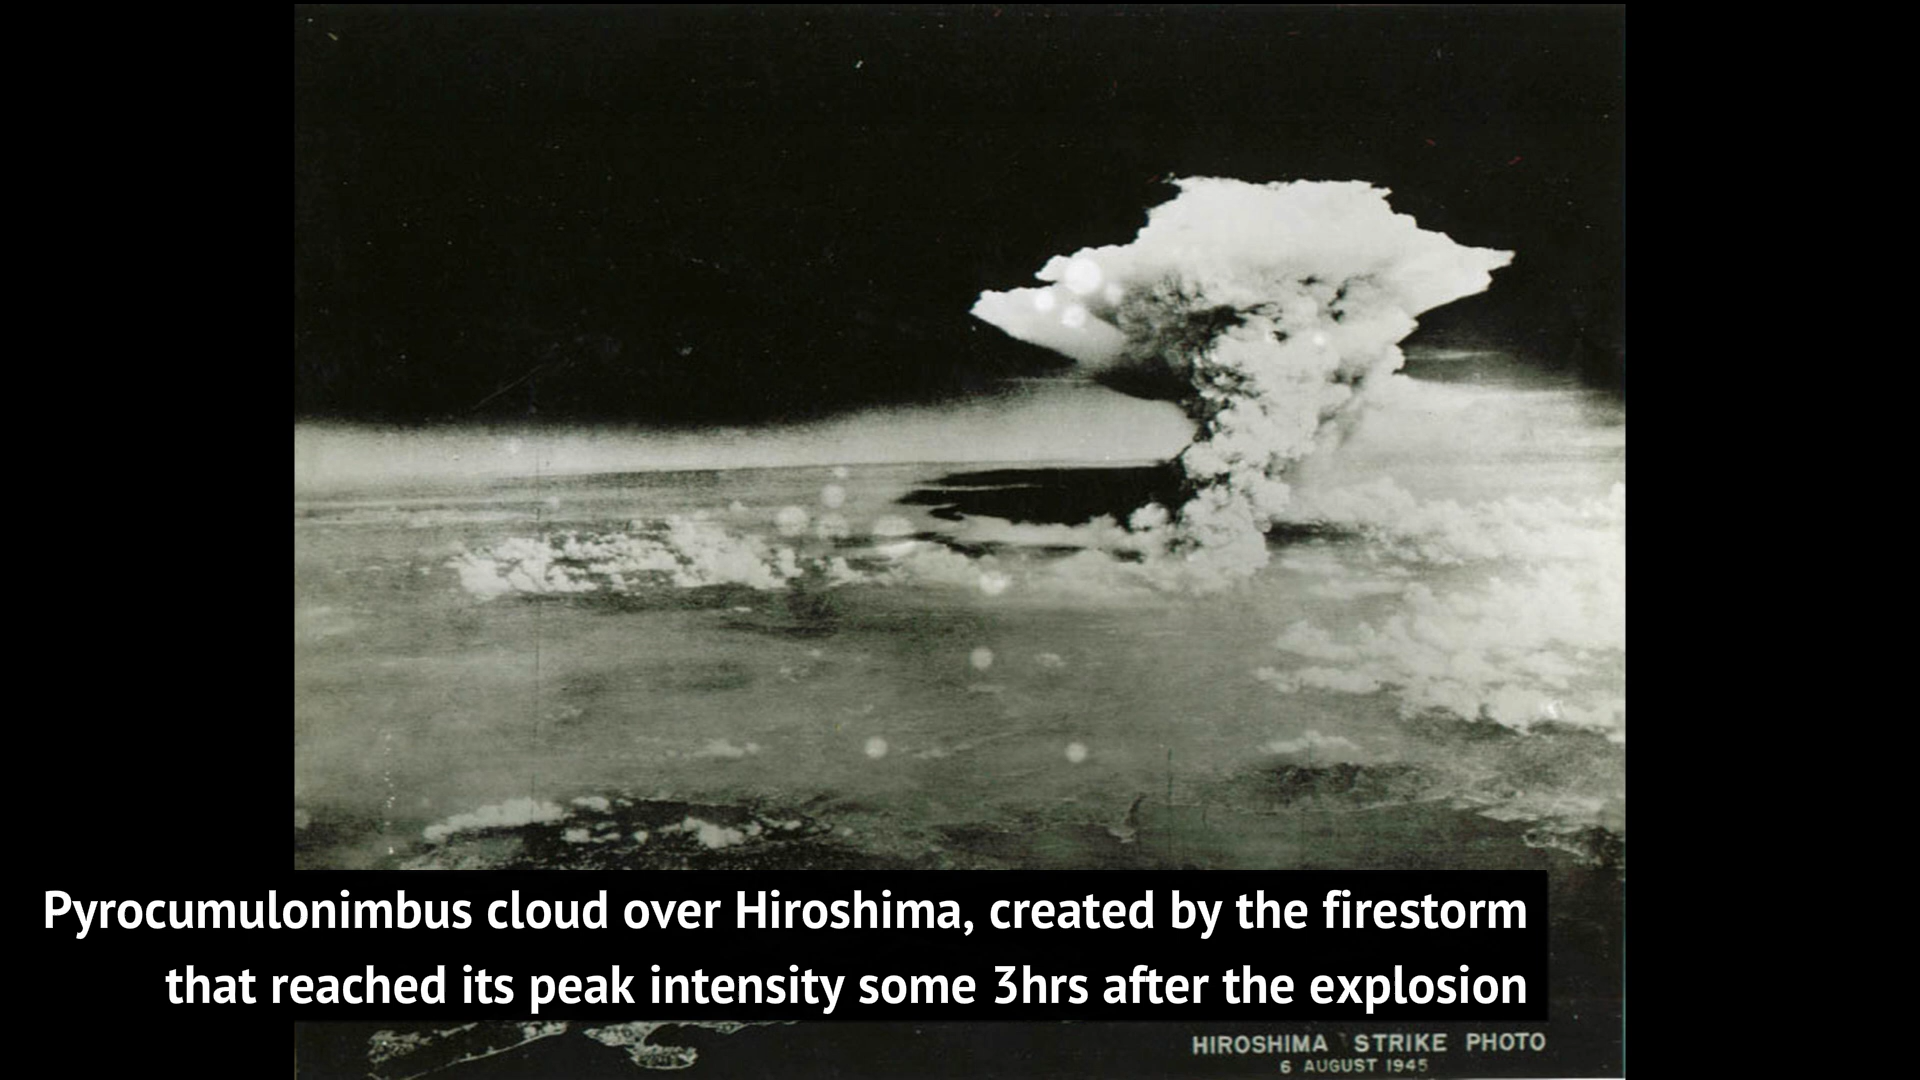 Pyrocumulonimbus cloud over Hiroshima, created by the firestorm
that reached its peak intensity some 3hrs after the explosion
HIROSHIMA STRIKE PHOTO
6 AUGUST 1945